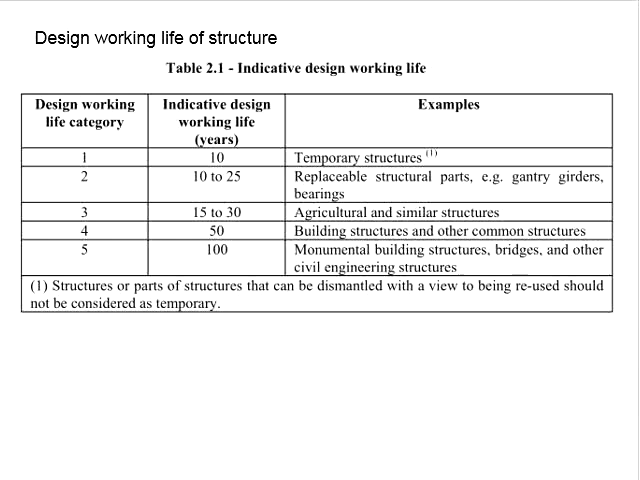 Design working life of structure
Table 2.1 - Indicative design working life
Design working life category
Indicative design working life (years)
Examples
1 10 Temporary structures (1)
2 10 to 25 Replaceable structural parts, e.g. gantry girders,
bearings
3 15 to 30 Agricultural and similar structures
4 50 Building structures and other common structures
5 100 Monumental building structures, bridges, and other
civil engineering structures
(1) Structures or parts of structures that can be dismantled with a view to being re-used should
not be considered as temporary.